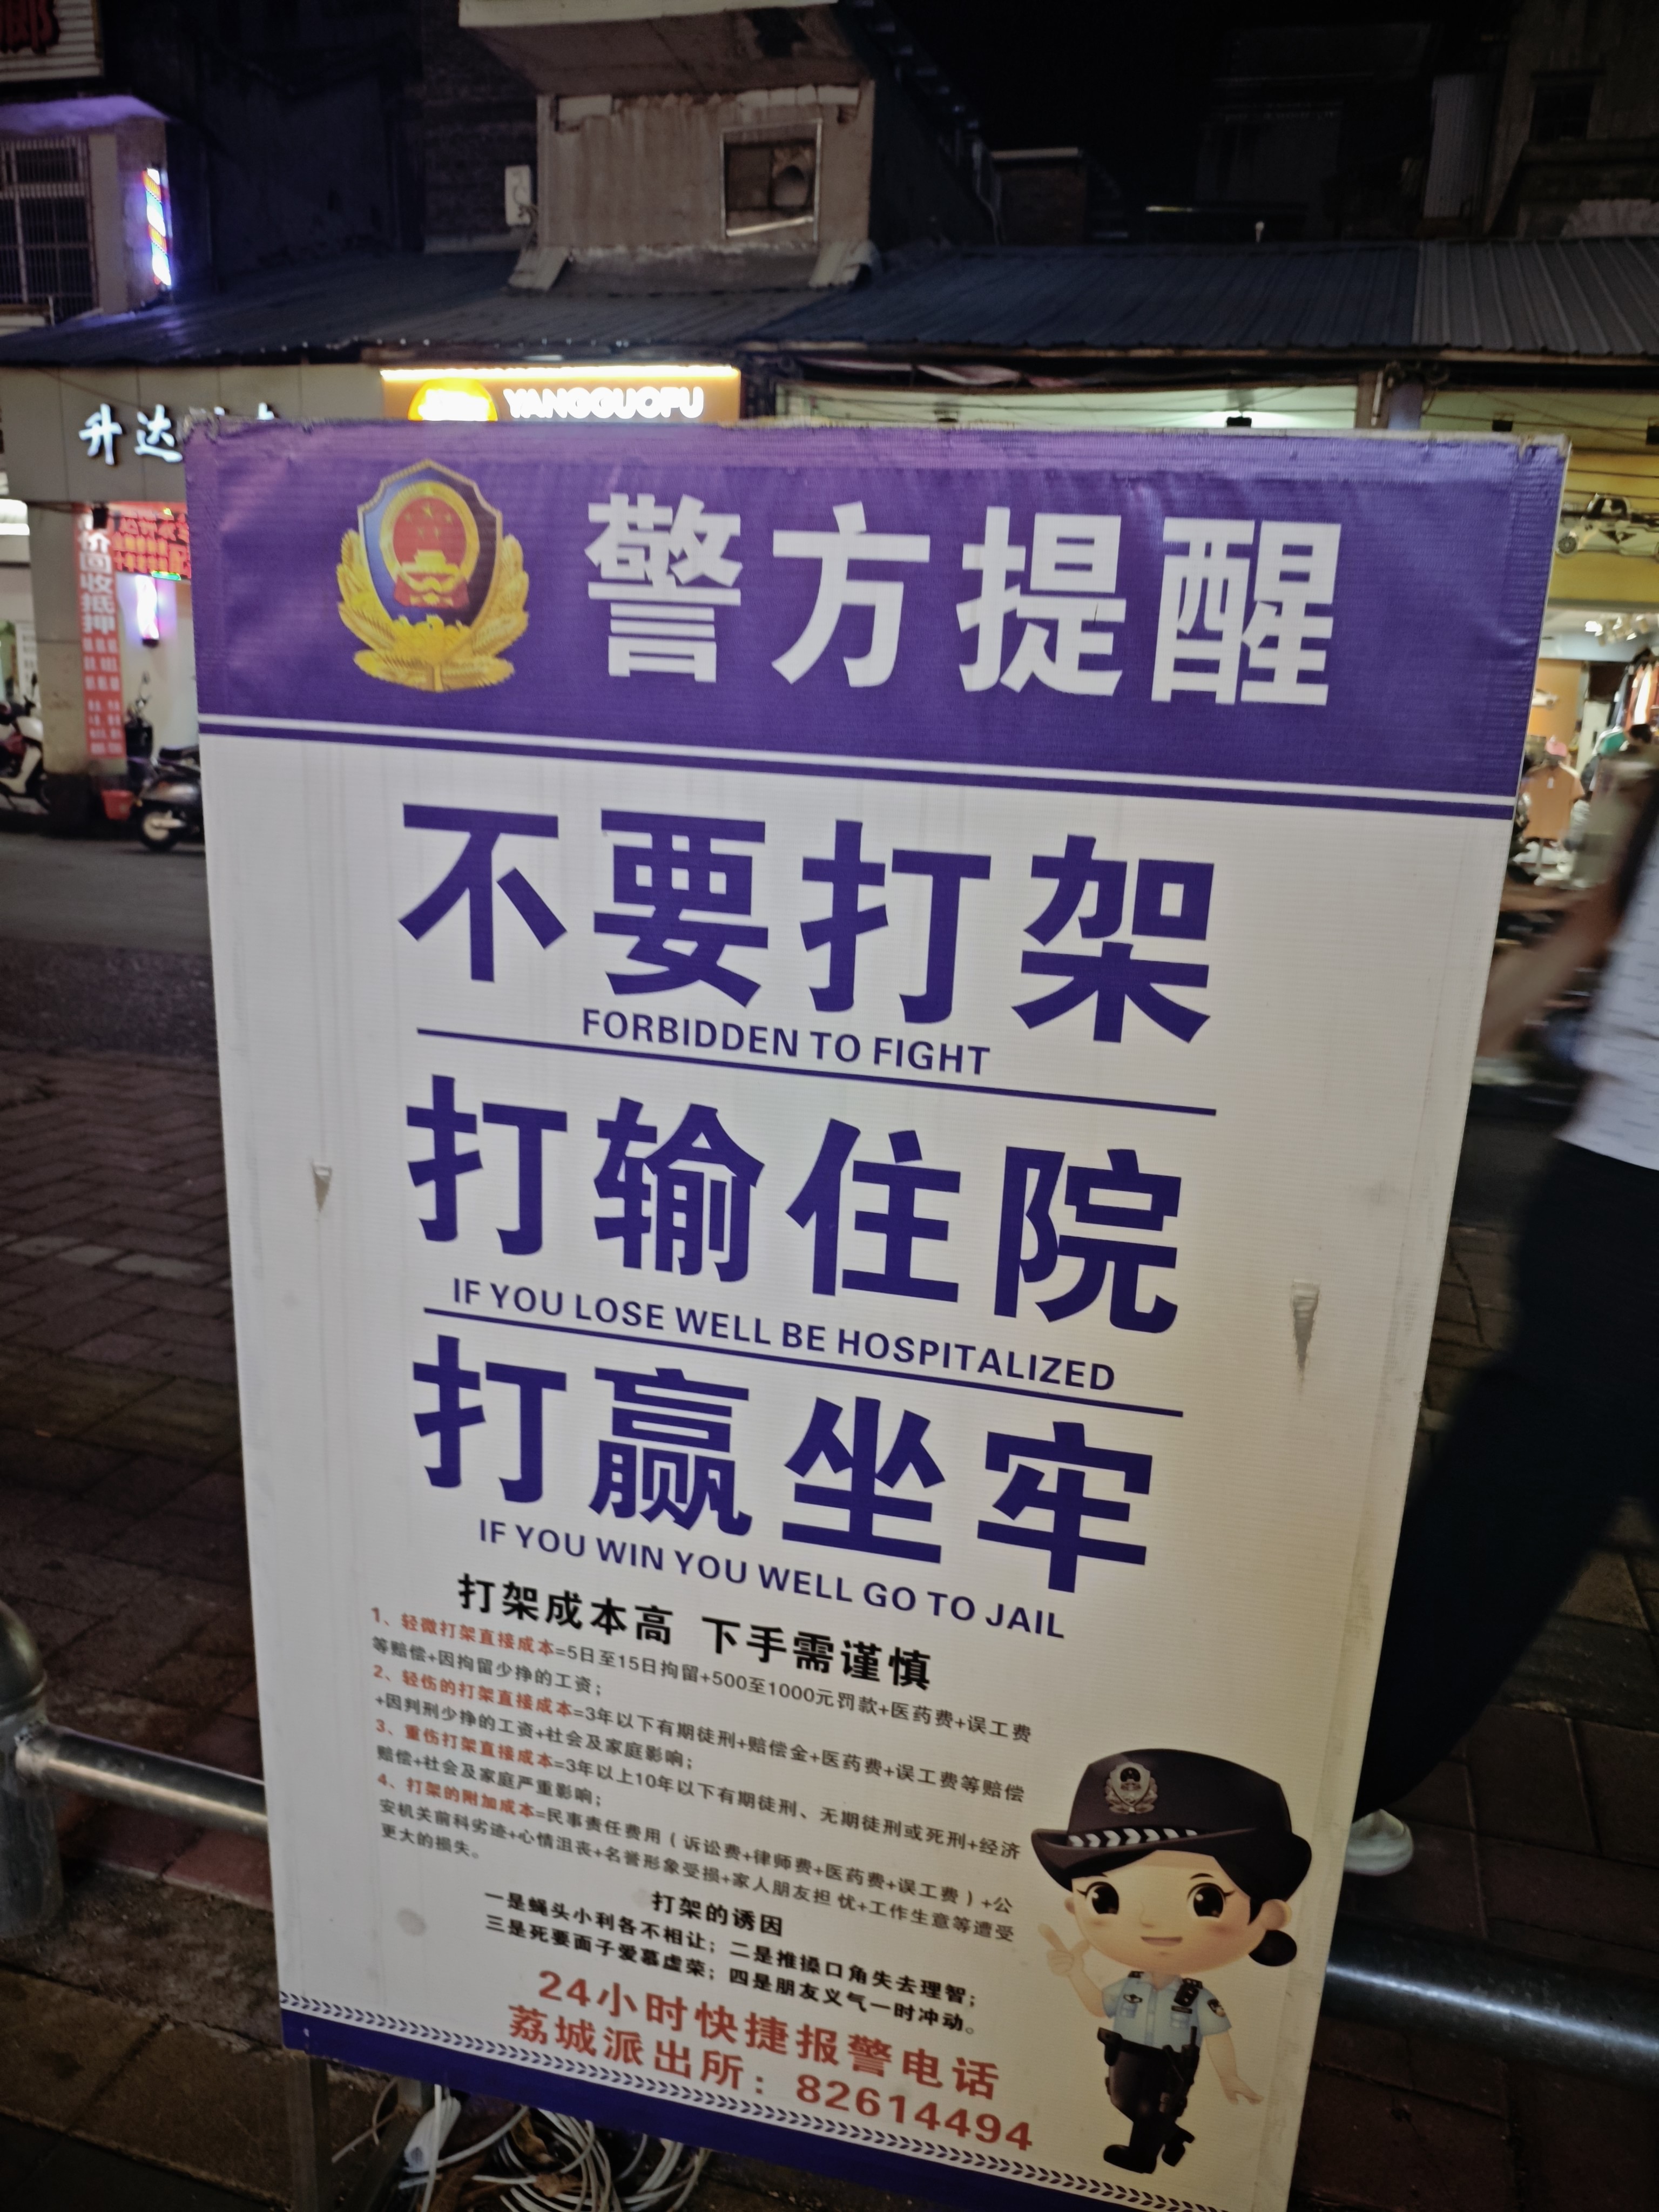 升达
YANGGUOFU
价回收抵押
警方提醒
不要打架
FORBIDDEN TO FIGHT
打输住院
IF YOU LOSE WELL BE HOSPITALIZED
打赢坐牢
IF YOU WIN YOU WELL GO TO JAIL
打架成本高 下手需谨慎
1、轻微打架直接成本=5日至15日拘留+500至1000元罚款+医药费+误工费
等赔偿+因拘留少挣的工资；
2、轻伤的打架直接成本=3年以下有期徒刑+赔偿金+医药费+误工费等赔偿
+因判刑少挣的工资+社会及家庭影响；
3、重伤打架直接成本=3年以上10年以下有期徒刑、无期徒刑或死刑+经济
赔偿+社会及家庭严重影响；
4、打架的附加成本=民事责任费用（诉讼费+律师费+医药费+误工费）+公
安机关前科劣迹+心情沮丧+名誉形象受损+家人朋友担 忧+工作生意等遭受
更大的损失。
打架的诱因
一是蝇头小利各不相让；二是推搡口角失去理智；
三是死要面子爱慕虚荣；四是朋友义气一时冲动。
24小时快捷报警电话
荔城派出所：82614494